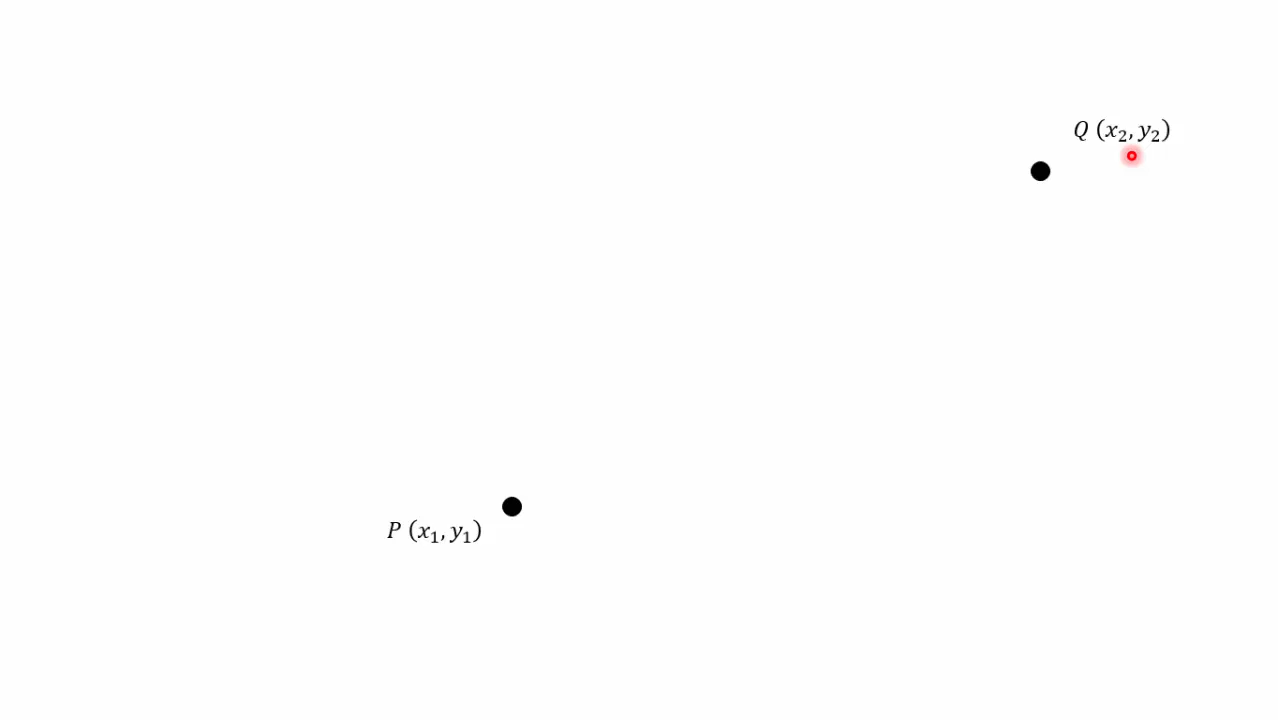 Q (x₂, y₂)
P (x₁, y₁)